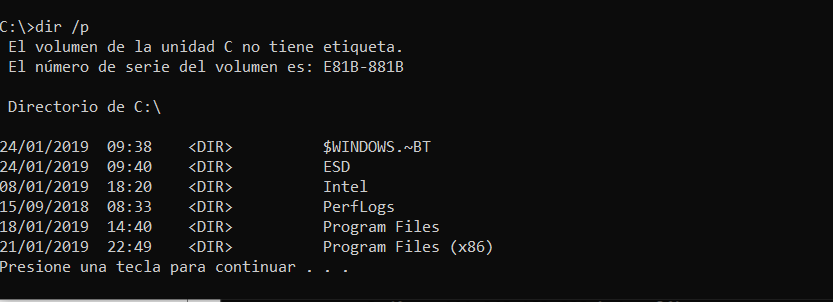 C:\>dir /p
El volumen de la unidad C no tiene etiqueta.
El número de serie del volumen es: E81B-881B
Directorio de C:\
24/01/2019  09:38    <DIR>          $WINDOWS.~BT
24/01/2019  09:40    <DIR>          ESD
08/01/2019  18:20    <DIR>          Intel
15/09/2018  08:33    <DIR>          PerfLogs
18/01/2019  14:40    <DIR>          Program Files
21/01/2019  22:49    <DIR>          Program Files (x86)
Presione una tecla para continuar . . .